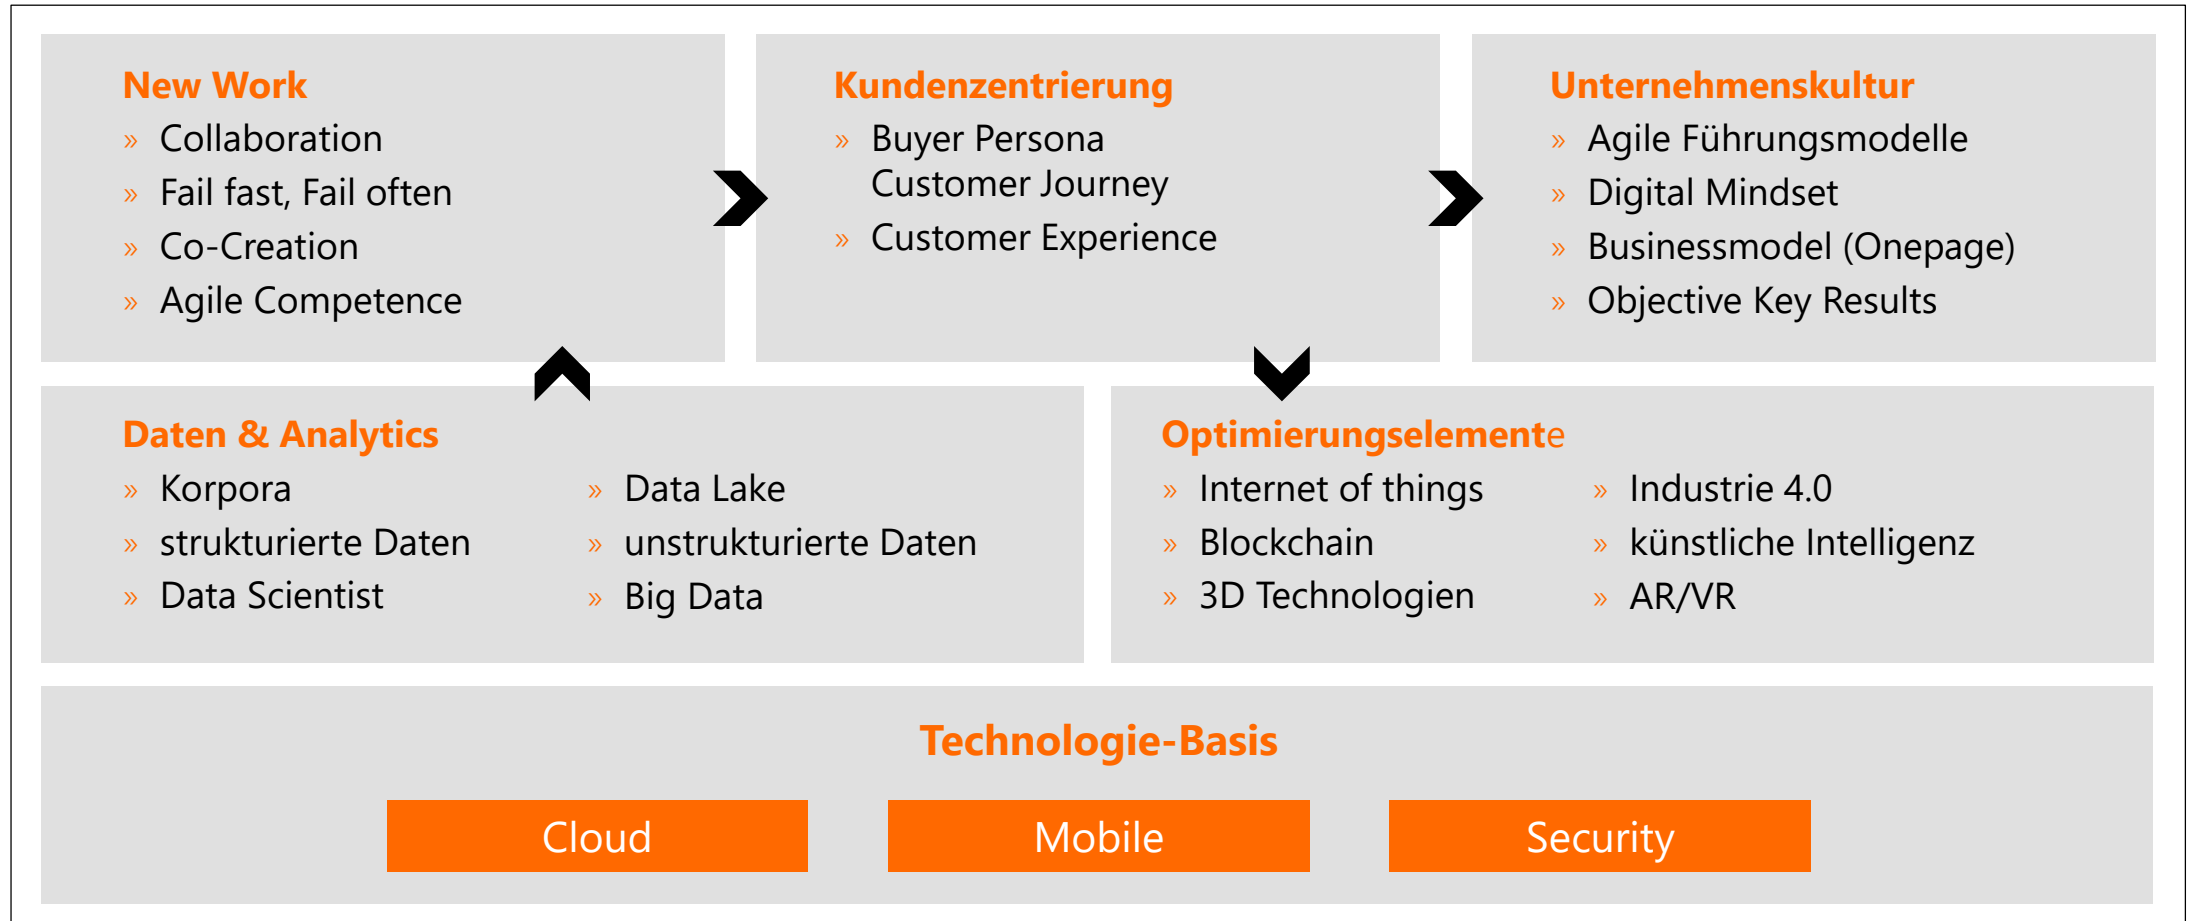 New Work
» Collaboration
» Fail fast, Fail often
» Co-Creation
» Agile Competence
Kundenzentrierung
» Buyer Persona
Customer Journey
» Customer Experience
Unternehmenskultur
» Agile Führungsmodelle
» Digital Mindset
» Businessmodel (Onepage)
» Objective Key Results
Daten & Analytics
» Korpora
» strukturierte Daten
» Data Scientist
» Data Lake
» unstrukturierte Daten
» Big Data
Optimierungselemente
» Internet of things
» Blockchain
» 3D Technologien
» Industrie 4.0
» künstliche Intelligenz
» AR/VR
Technologie-Basis
Cloud
Mobile
Security